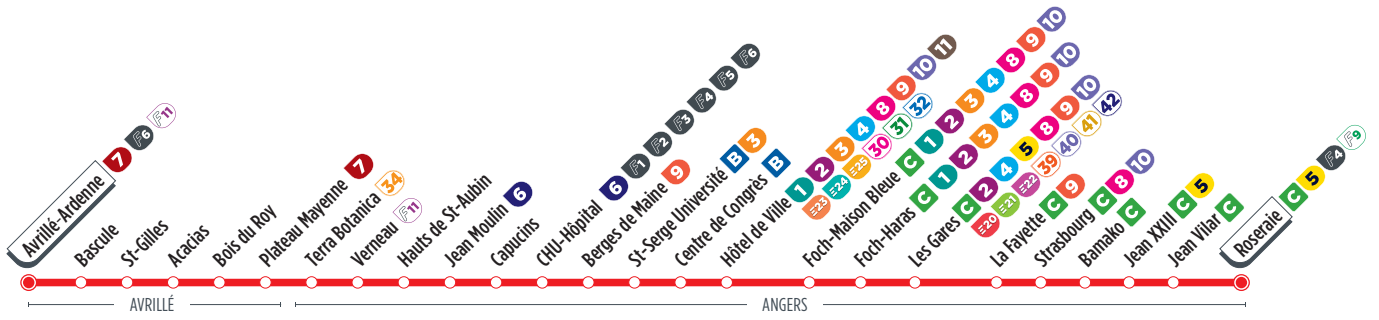 Avrillé-Ardenne 7 F6 F11
Bascule
St-Gilles
Acacias
Bois du Roy
Plateau Mayenne 7
Terra Botanica 34
Verneau F11
Hauts de St-Aubin
Jean Moulin 6
Capucins
CHU-Hôpital 6 F1 F2 F3 F4 F5 F6
Berges de Maine 9
St-Serge Université B 3
Centre de Congres B
Hôtel de Ville 1 2 3 4 8 9 10 11
23 24 25 30 31 32
Foch-Maison Bleue C 1 2 3 4 8 9 10
Foch-Haras C 1 2 3 4 8 9 10
Les Gares C 2 4 5 8 9 10
20 21 22 39 40 41 42
La Fayette C 9
Strasbourg C 8 10
Bamako C
Jean XXIII C 5
Jean Vilar C
Roseraie C 5 F4 F9
AVRILLÉ
ANGERS